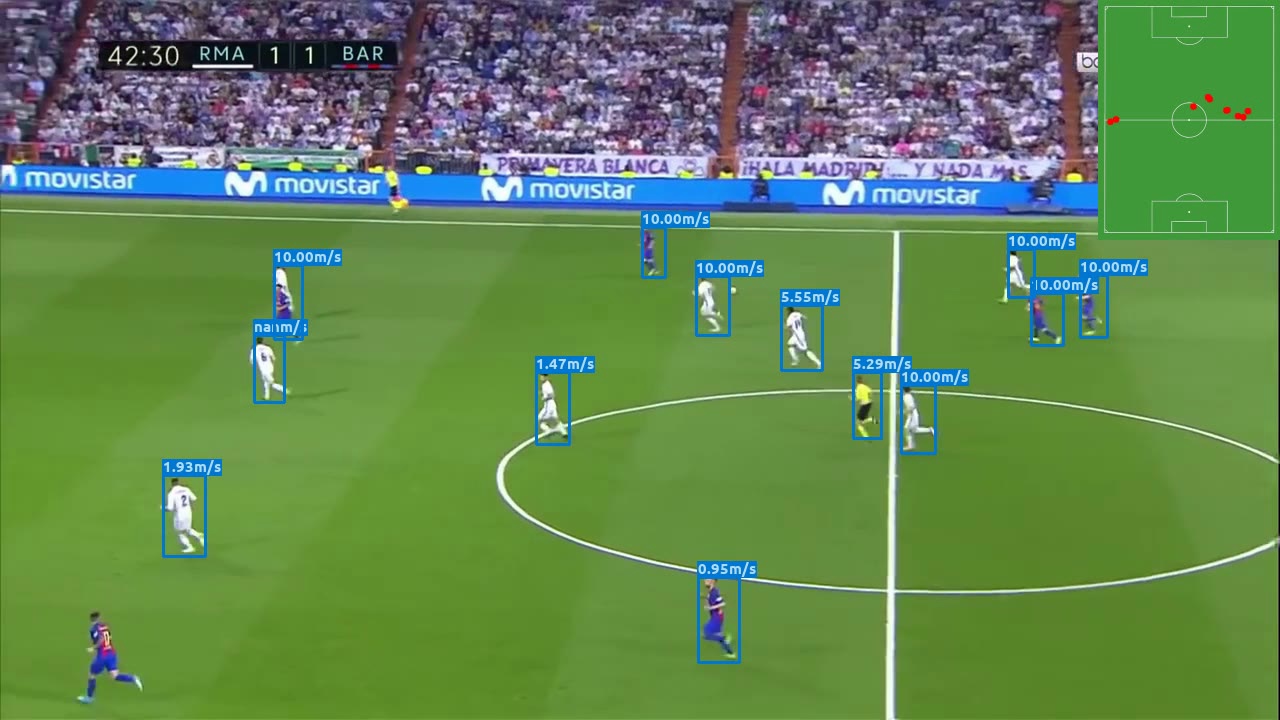 42:30 RMA 1 1 BAR
PRIMAVERA BLANCA
¡HALA MADRID!... Y NADA MÁS
movistar
movistar
movistar
movistar
10.00m/s
10.00m/s
10.00m/s
10.00m/s
10.00m/s
10.00m/s
5.55m/s
1.47m/s
5.29m/s
10.00m/s
1.93m/s
2
0.95m/s